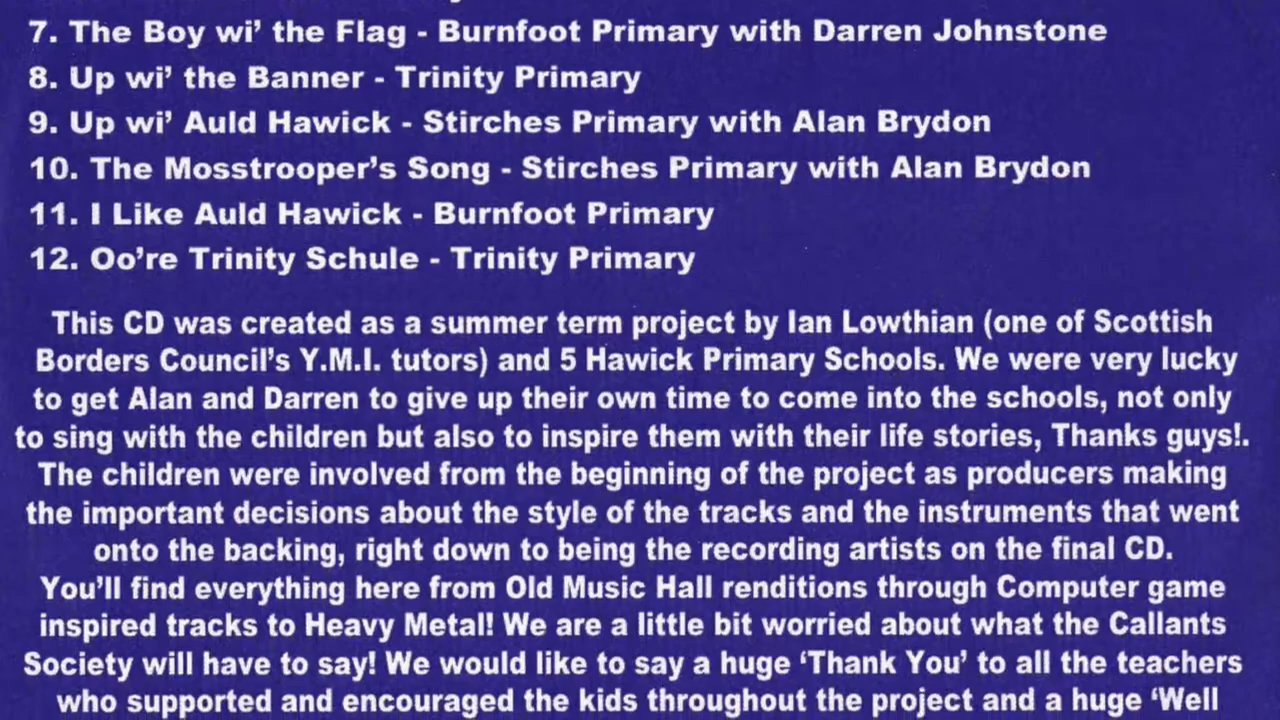 7. The Boy wi’ the Flag - Burnfoot Primary with Darren Johnstone
8. Up wi’ the Banner - Trinity Primary
9. Up wi’ Auld Hawick - Stirches Primary with Alan Brydon
10. The Mosstrooper’s Song - Stirches Primary with Alan Brydon
11. I Like Auld Hawick - Burnfoot Primary
12. Oo’re Trinity Schule - Trinity Primary
This CD was created as a summer term project by Ian Lowthian (one of Scottish
Borders Council’s Y.M.I. tutors) and 5 Hawick Primary Schools. We were very lucky
to get Alan and Darren to give up their own time to come into the schools, not only
to sing with the children but also to inspire them with their life stories, Thanks guys!.
The children were involved from the beginning of the project as producers making
the important decisions about the style of the tracks and the instruments that went
onto the backing, right down to being the recording artists on the final CD.
You’ll find everything here from Old Music Hall renditions through Computer game
inspired tracks to Heavy Metal! We are a little bit worried about what the Callants
Society will have to say! We would like to say a huge ‘Thank You’ to all the teachers
who supported and encouraged the kids throughout the project and a huge ‘Well